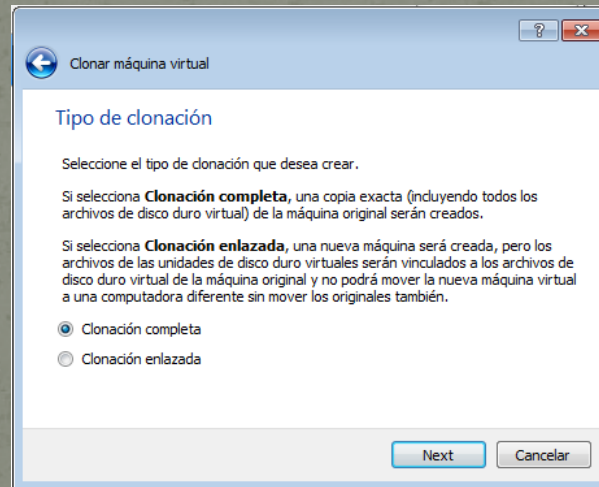 Clonar máquina virtual
Tipo de clonación
Seleccione el tipo de clonación que desea crear.
Si selecciona Clonación completa, una copia exacta (incluyendo todos los
archivos de disco duro virtual) de la máquina original serán creados.
Si selecciona Clonación enlazada, una nueva máquina será creada, pero los
archivos de las unidades de disco duro virtuales serán vinculados a los archivos de
disco duro virtual de la máquina original y no podrá mover la nueva máquina virtual
a una computadora diferente sin mover los originales también.
Clonación completa
Clonación enlazada
Next Cancelar